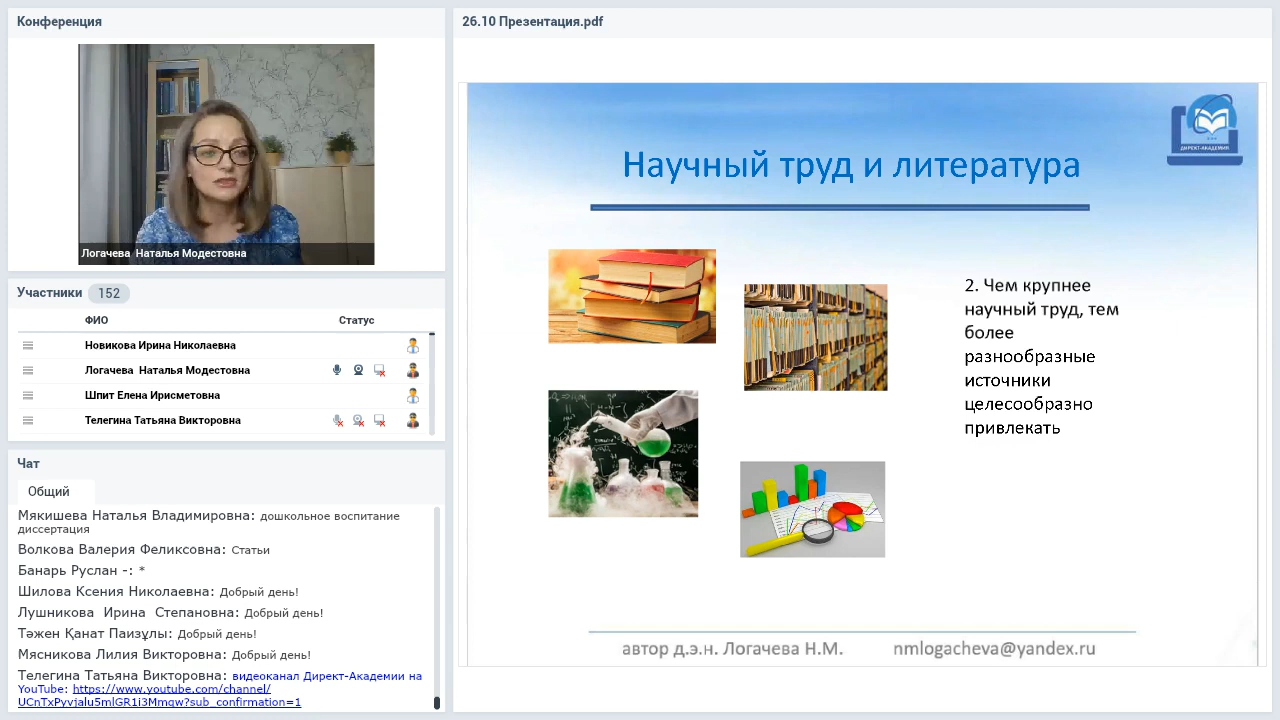 Конференция
Логачева  Наталья Модестовна
Участники 152
ФИО Статус
Новикова Ирина Николаевна
Логачева  Наталья Модестовна
Шпит Елена Ирисметовна
Телегина Татьяна Викторовна
Чат
Общий
Мякишева Наталья Владимировна: дошкольное воспитание
диссертация
Волкова Валерия Феликсовна: Статьи
Банарь Руслан -: *
Шилова Ксения Николаевна: Добрый день!
Лушникова  Ирина  Степановна: Добрый день!
Тәжен Қанат Паизұлы: Добрый день!
Мясникова Лилия Викторовна: Добрый день!
Телегина Татьяна Викторовна: видеоканал Директ-Академии на
YouTube: https://www.youtube.com/channel/
UCnTxPyvjalu5mlGR1i3Mmqw?sub_confirmation=1
26.10 Презентация.pdf
ДИРЕКТ-АКАДЕМИЯ
Научный труд и литература
2. Чем крупнее
научный труд, тем
более
разнообразные
источники
целесообразно
привлекать
автор д.э.н. Логачева Н.М. nmlogacheva@yandex.ru